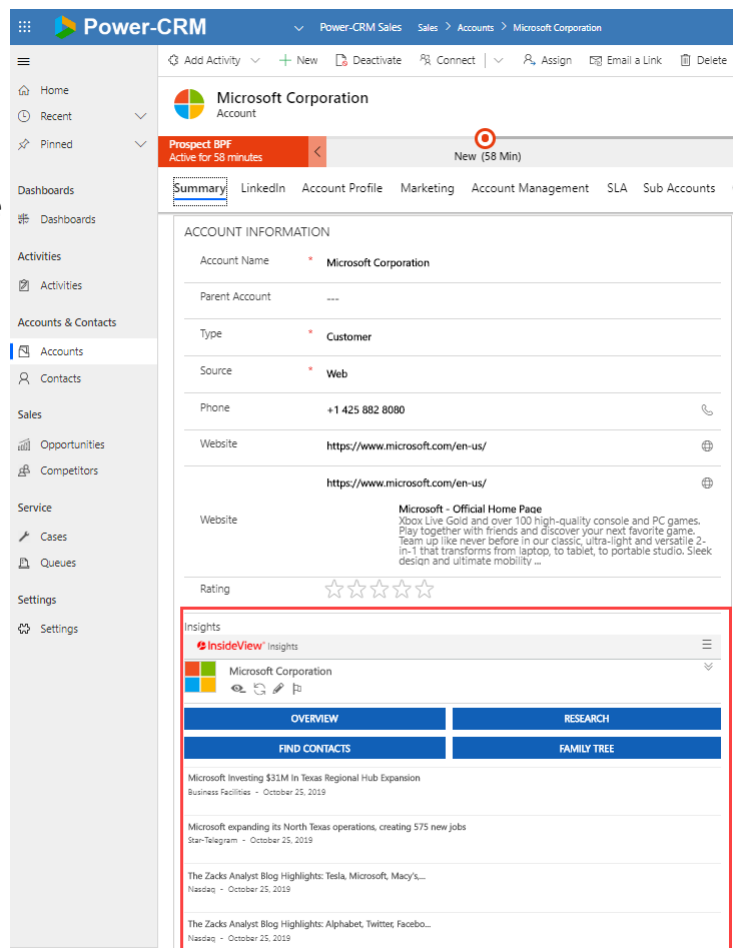 Power-CRM
Power-CRM Sales Sales > Accounts > Microsoft Corporation
Add Activity New Deactivate Connect Assign Email a Link Delete
Home
Recent
Pinned
Dashboards
Dashboards
Activities
Activities
Accounts & Contacts
Accounts
Contacts
Sales
Opportunities
Competitors
Service
Cases
Queues
Settings
Settings
Microsoft Corporation
Account
Prospect BPF
Active for 58 minutes
New (58 Min)
Summary LinkedIn Account Profile Marketing Account Management SLA Sub Accounts
ACCOUNT INFORMATION
Account Name * Microsoft Corporation
Parent Account ---
Type * Customer
Source * Web
Phone +1 425 882 8080
Website https://www.microsoft.com/en-us/
https://www.microsoft.com/en-us/
Website
Microsoft - Official Home Page
Xbox Live Gold and over 100 high-quality console and PC games.
Play together with friends and discover your next favorite game.
Team up like never before in our classic, ultra-light and versatile 2-
in-1 that transforms from laptop, to tablet, to portable studio. Sleek
design and ultimate mobility ...
Rating
Insights
InsideView Insights
Microsoft Corporation
OVERVIEW RESEARCH
FIND CONTACTS FAMILY TREE
Microsoft Investing $31M In Texas Regional Hub Expansion
Business Facilities - October 25, 2019
Microsoft expanding its North Texas operations, creating 575 new jobs
Star-Telegram - October 25, 2019
The Zacks Analyst Blog Highlights: Tesla, Microsoft, Macy's,...
Nasdaq - October 25, 2019
The Zacks Analyst Blog Highlights: Alphabet, Twitter, Facebo...
Nasdaq - October 25, 2019